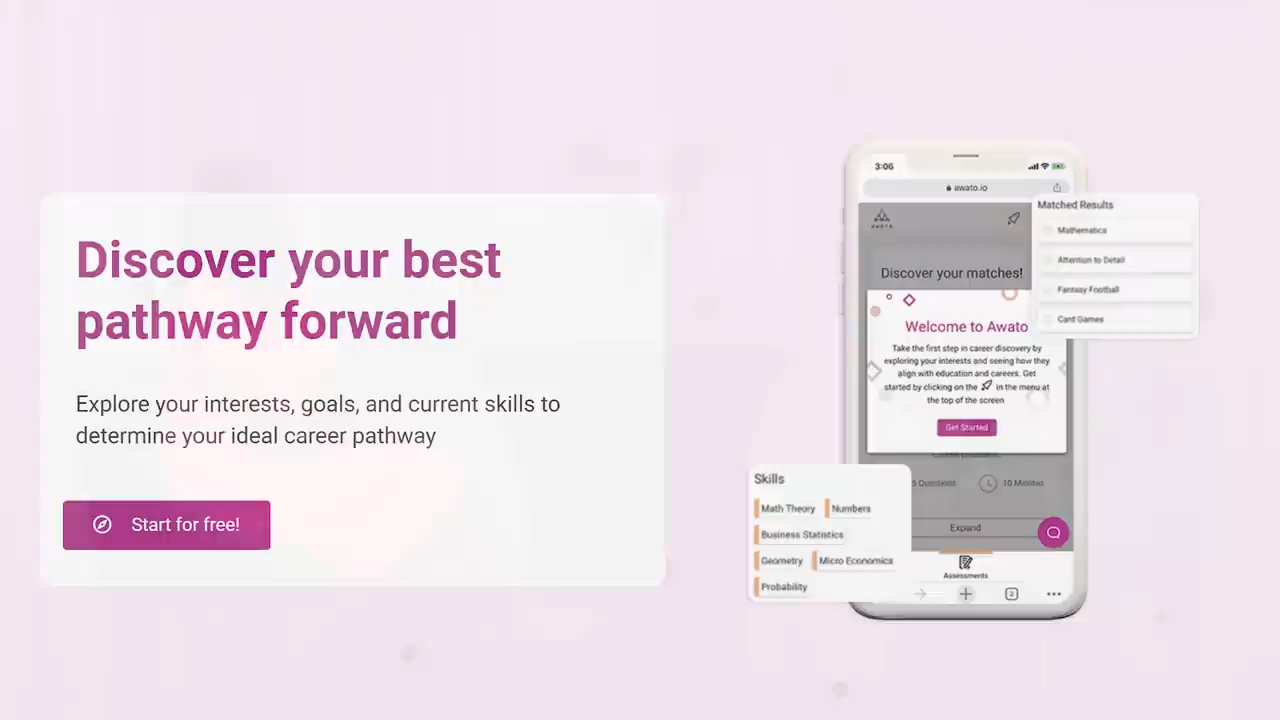 Discover your best
pathway forward
Explore your interests, goals, and current skills to
determine your ideal career pathway
Start for free!
3:06
awato.io
AWATO
Discover your matches!
Welcome to Awato
Take the first step in career discovery by
exploring your interests and seeing how they
align with education and careers. Get
started by clicking on the in the menu at
the top of the screen
Get Started
5 Questions
10 Minutes
Expand
Assessments
2
Matched Results
Mathematics
Attention to Detail
Fantasy Football
Card Games
Skills
Math Theory
Numbers
Business Statistics
Geometry
Micro Economics
Probability